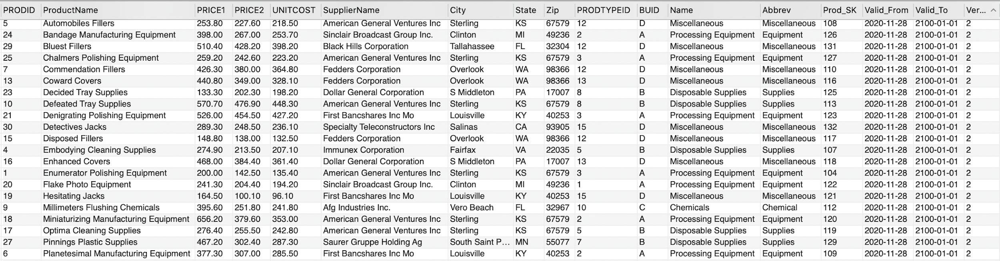 PRODID ProductName PRICE1 PRICE2 UNITCOST SupplierName City State Zip PRODTYPEID BUID Name Abbrev Prod_SK Valid_From Valid_To Ver...
5 Automobiles Fillers 253.80 227.60 218.50 American General Ventures Inc Sterling KS 67579 12 D Miscellaneous Miscellaneous 108 2020-11-28 2100-01-01 2
24 Bandage Manufacturing Equipment 398.00 267.00 253.70 Sinclair Broadcast Group Inc. Clinton MI 49236 2 A Processing Equipment Equipment 126 2020-11-28 2100-01-01 2
29 Bluest Fillers 510.40 428.20 398.20 Black Hills Corporation Tallahassee FL 32304 12 D Miscellaneous Miscellaneous 131 2020-11-28 2100-01-01 2
25 Chalmers Polishing Equipment 259.20 242.60 223.20 American General Ventures Inc Sterling KS 67579 3 A Processing Equipment Equipment 127 2020-11-28 2100-01-01 2
7 Commendation Fillers 426.30 380.00 364.80 Fedders Corporation Overlook WA 98366 12 D Miscellaneous Miscellaneous 110 2020-11-28 2100-01-01 2
13 Coward Covers 440.80 349.00 328.10 Fedders Corporation Overlook WA 98366 13 D Miscellaneous Miscellaneous 116 2020-11-28 2100-01-01 2
23 Decided Tray Supplies 133.30 202.30 198.20 Dollar General Corporation S Middleton PA 17007 8 B Disposable Supplies Supplies 125 2020-11-28 2100-01-01 2
10 Defeated Tray Supplies 570.70 476.90 448.30 American General Ventures Inc Sterling KS 67579 8 B Disposable Supplies Supplies 113 2020-11-28 2100-01-01 2
21 Denigrating Polishing Equipment 526.00 454.50 427.20 First Bancshares Inc Mo Louisville KY 40253 3 A Processing Equipment Equipment 123 2020-11-28 2100-01-01 2
30 Detectives Jacks 289.30 248.50 236.10 Specialty Teleconstructors Inc Salinas CA 93905 15 D Miscellaneous Miscellaneous 132 2020-11-28 2100-01-01 2
15 Disposed Fillers 148.80 138.00 132.50 Fedders Corporation Overlook WA 98366 12 D Miscellaneous Miscellaneous 117 2020-11-28 2100-01-01 2
4 Embodying Cleaning Supplies 274.90 213.50 207.10 Immunex Corporation Fairfax VA 22035 5 B Disposable Supplies Supplies 107 2020-11-28 2100-01-01 2
16 Enhanced Covers 468.00 384.40 361.40 Dollar General Corporation S Middleton PA 17007 13 D Miscellaneous Miscellaneous 118 2020-11-28 2100-01-01 2
1 Enumerator Polishing Equipment 200.00 142.50 135.40 American General Ventures Inc Sterling KS 67579 3 A Processing Equipment Equipment 104 2020-11-28 2100-01-01 2
20 Flake Photo Equipment 241.30 204.40 194.20 Sinclair Broadcast Group Inc. Clinton MI 49236 1 A Processing Equipment Equipment 122 2020-11-28 2100-01-01 2
19 Hesitating Jacks 164.50 100.10 96.10 First Bancshares Inc Mo Louisville KY 40253 15 D Miscellaneous Miscellaneous 121 2020-11-28 2100-01-01 2
9 Millimeters Flushing Chemicals 395.60 251.80 241.80 Afg Industries Inc. Vero Beach FL 32967 10 C Chemicals Chemical 112 2020-11-28 2100-01-01 2
18 Miniaturizing Manufacturing Equipment 656.20 379.60 353.00 American General Ventures Inc Sterling KS 67579 2 A Processing Equipment Equipment 120 2020-11-28 2100-01-01 2
17 Optima Cleaning Supplies 276.40 255.50 242.80 American General Ventures Inc Sterling KS 67579 5 B Disposable Supplies Supplies 119 2020-11-28 2100-01-01 2
27 Pinnings Plastic Supplies 467.20 302.40 287.30 Saurer Gruppe Holding Ag South Saint P... MN 55077 7 B Disposable Supplies Supplies 129 2020-11-28 2100-01-01 2
6 Planetesimal Manufacturing Equipment 377.30 307.00 285.50 First Bancshares Inc Mo Louisville KY 40253 2 A Processing Equipment Equipment 109 2020-11-28 2100-01-01 2